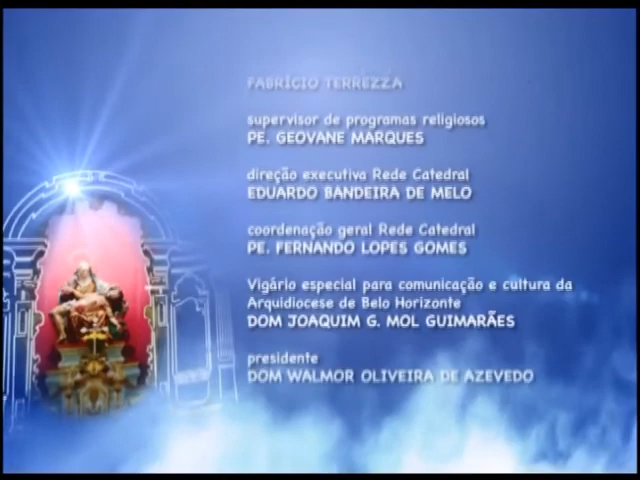 FABRÍCIO TERREZZA
supervisor de programas religiosos
PE. GEOVANE MARQUES
direção executiva Rede Catedral
EDUARDO BANDEIRA DE MELO
coordenação geral Rede Catedral
PE. FERNANDO LOPES GOMES
Vigário especial para comunicação e cultura da
Arquidiocese de Belo Horizonte
DOM JOAQUIM G. MOL GUIMARÃES
presidente
DOM WALMOR OLIVEIRA DE AZEVEDO